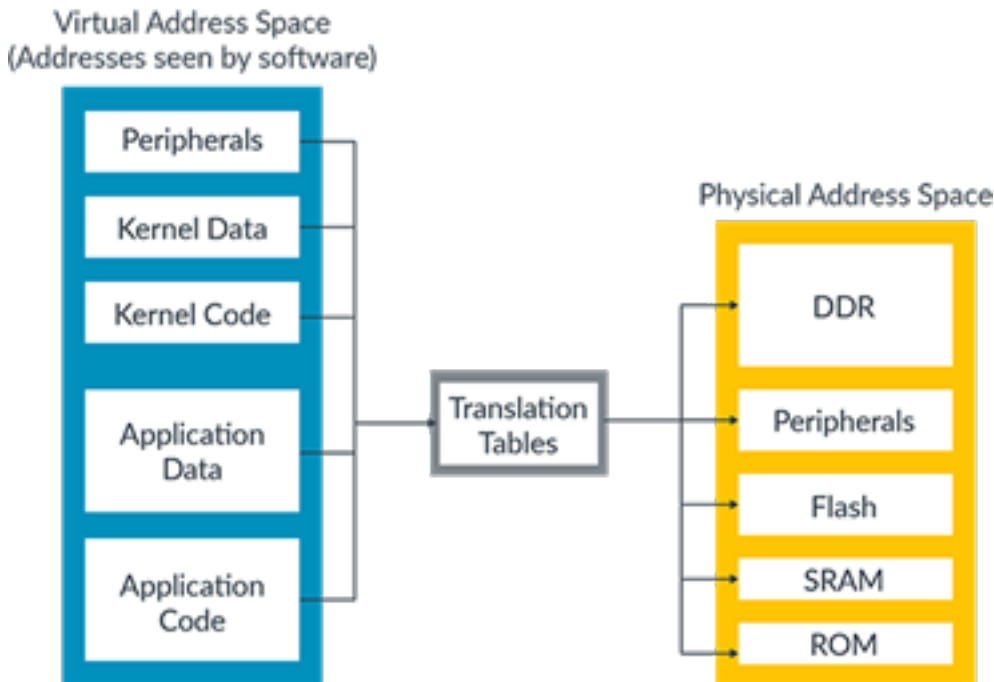 Virtual Address Space
(Addresses seen by software)
Peripherals
Kernel Data
Kernel Code
Application
Data
Application
Code
Translation
Tables
Physical Address Space
DDR
Peripherals
Flash
SRAM
ROM